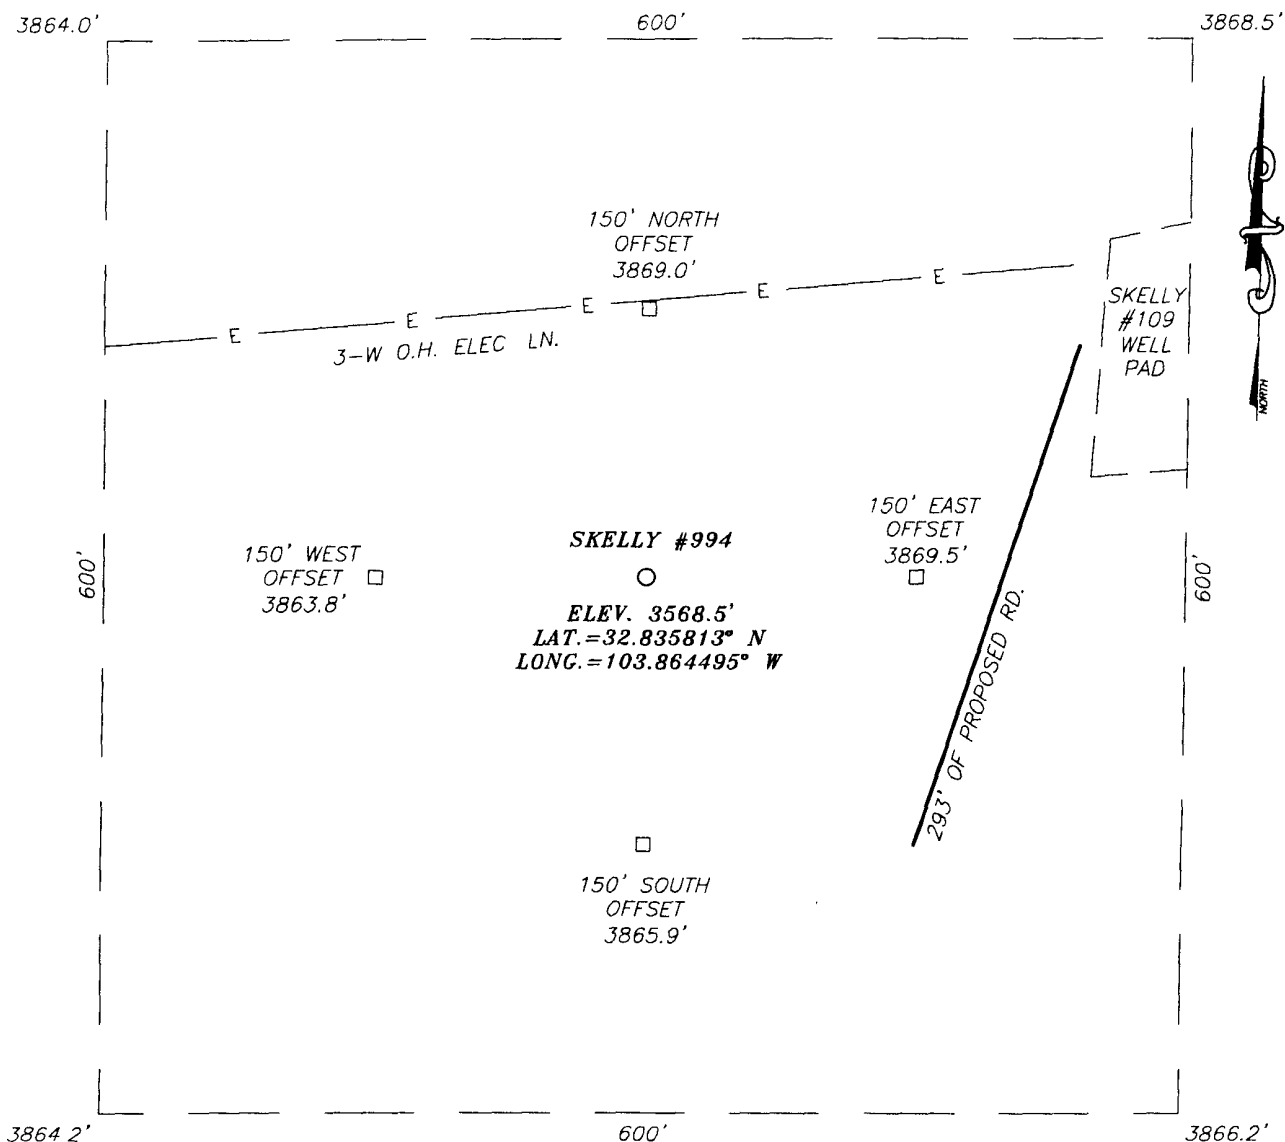 3864.0'
600'
3868.5'
150' NORTH
OFFSET
3869.0'
E
E
E
E
E
3-W O.H. ELEC LN.
SKELLY
#109
WELL
PAD
NORTH
150' WEST
OFFSET
3863.8'
600'
SKELLY #994
ELEV. 3568.5'
LAT.=32.835813° N
LONG.=103.864495° W
150' EAST
OFFSET
3869.5'
600'
293' OF PROPOSED RD.
150' SOUTH
OFFSET
3865.9'
3864 2'
600'
3866.2'